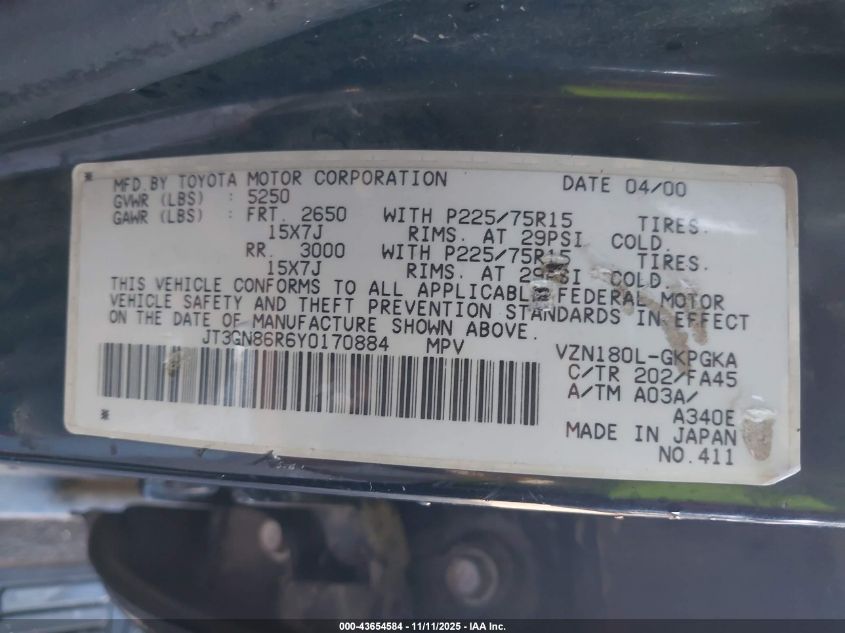 MFD.BY TOYOTA MOTOR CORPORATION DATE 04/00
GVWR (LBS) : 5250
GAWR (LBS) : FRT. 2650 WITH P225/75R15 TIRES.
15X7J RIMS. AT 29PSI COLD.
RR. 3000 WITH P225/75R15 TIRES.
15X7J RIMS. AT 29PSI COLD.
THIS VEHICLE CONFORMS TO ALL APPLICABLE FEDERAL MOTOR
VEHICLE SAFETY AND THEFT PREVENTION STANDARDS IN EFFECT
ON THE DATE OF MANUFACTURE SHOWN ABOVE.
JT3GN86R6Y0170884 MPV VZN180L-GKPGKA
C/TR 202/FA45
A/TM A03A/
A340E
MADE IN JAPAN
NO.411
000-43654584 - 11/11/2025 - IAA Inc.